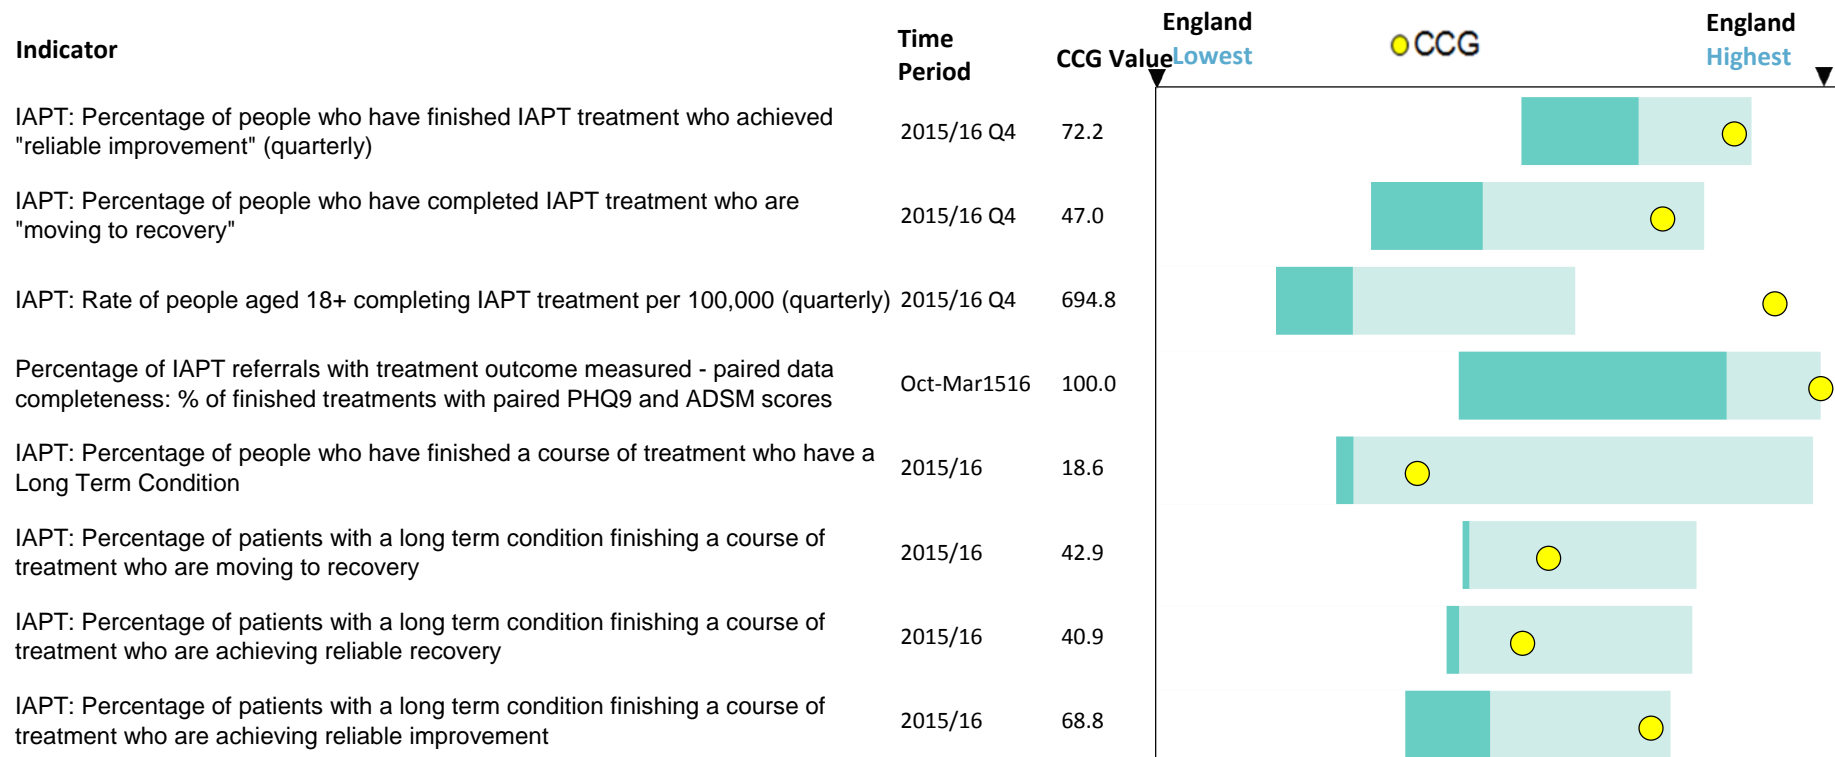 Indicator
Time
Period
CCG Value
England
Lowest
CCG
England
Highest
IAPT: Percentage of people who have finished IAPT treatment who achieved
"reliable improvement" (quarterly)
2015/16 Q4
72.2
IAPT: Percentage of people who have completed IAPT treatment who are
"moving to recovery"
2015/16 Q4
47.0
IAPT: Rate of people aged 18+ completing IAPT treatment per 100,000 (quarterly)
2015/16 Q4
694.8
Percentage of IAPT referrals with treatment outcome measured - paired data
completeness: % of finished treatments with paired PHQ9 and ADSM scores
Oct-Mar1516
100.0
IAPT: Percentage of people who have finished a course of treatment who have a
Long Term Condition
2015/16
18.6
IAPT: Percentage of patients with a long term condition finishing a course of
treatment who are moving to recovery
2015/16
42.9
IAPT: Percentage of patients with a long term condition finishing a course of
treatment who are achieving reliable recovery
2015/16
40.9
IAPT: Percentage of patients with a long term condition finishing a course of
treatment who are achieving reliable improvement
2015/16
68.8